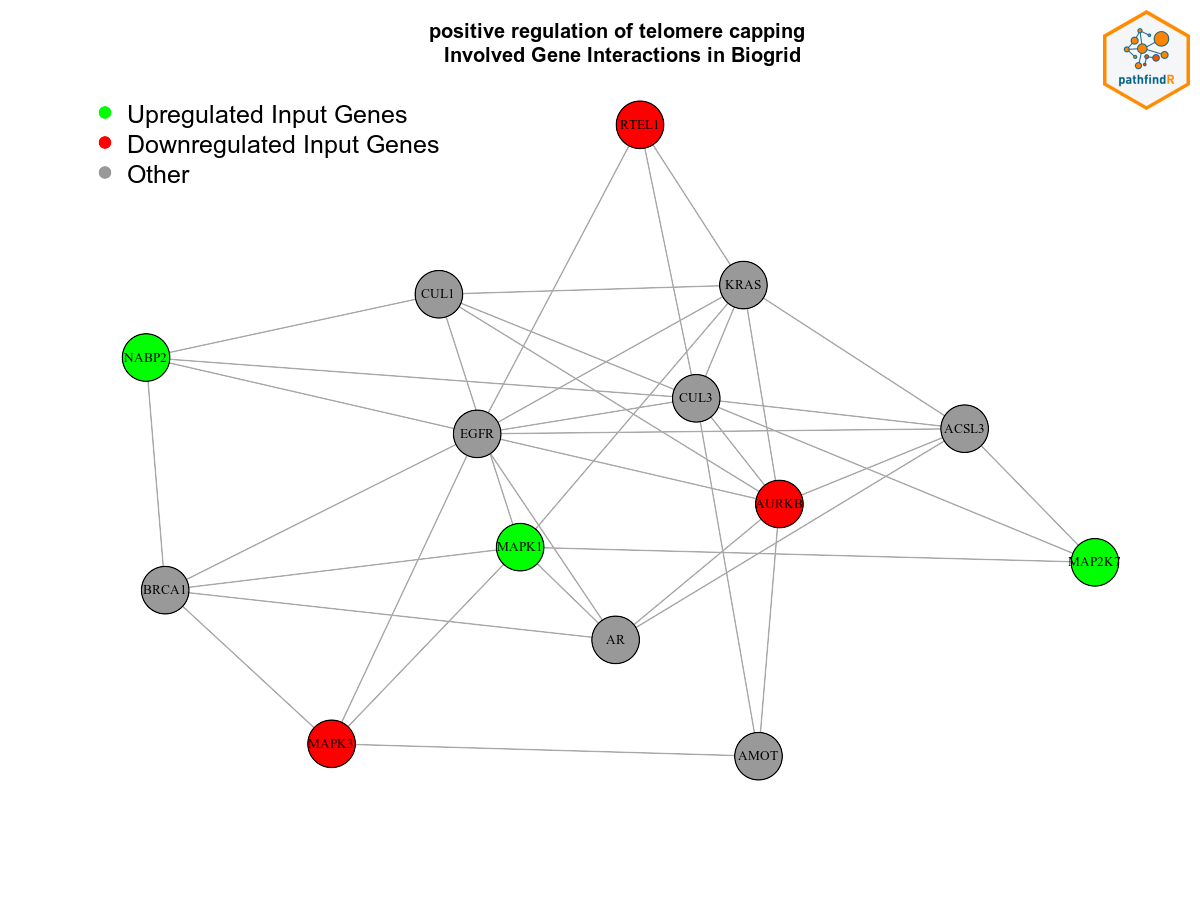 positive regulation of telomere capping
Involved Gene Interactions in Biogrid
pathfindR
Upregulated Input Genes
Downregulated Input Genes
Other
RTEL1
KRAS
CUL1
NABP2
CUL3
EGFR
ACSL3
AURKB
MAPK1
MAP2K7
BRCA1
AR
MAPK3
AMOT